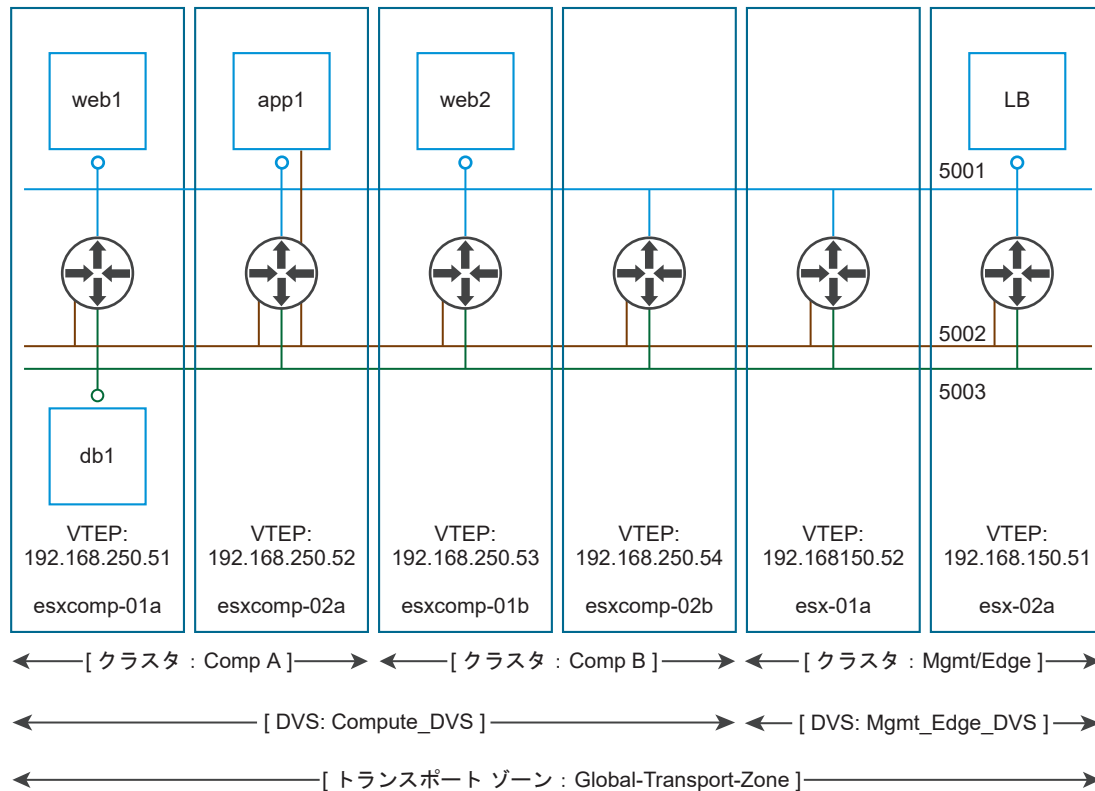 web1
app1
web2
LB
5001
5002
5003
db1
VTEP:
192.168.250.51
VTEP:
192.168.250.52
VTEP:
192.168.250.53
VTEP:
192.168.250.54
VTEP:
192.168150.52
VTEP:
192.168.150.51
esxcomp-01a
esxcomp-02a
esxcomp-01b
esxcomp-02b
esx-01a
esx-02a
[ クラスタ：Comp A ]
[ クラスタ：Comp B ]
[ クラスタ：Mgmt/Edge ]
[ DVS: Compute_DVS ]
[ DVS: Mgmt_Edge_DVS ]
[ トランスポート ゾーン：Global-Transport-Zone ]